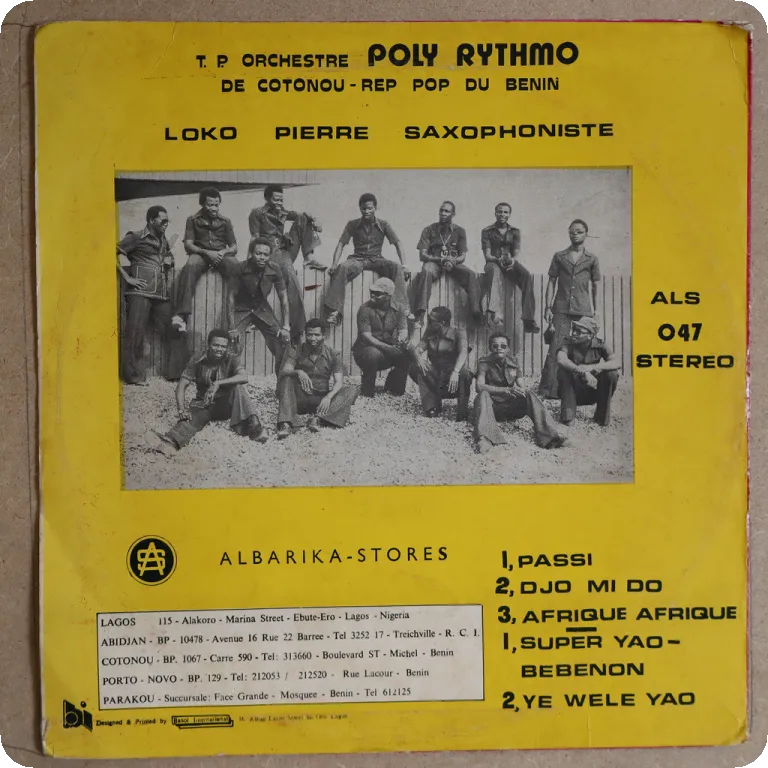 T. P. ORCHESTRE POLY RYTHMO
DE COTONOU - REP POP DU BENIN
LOKO PIERRE SAXOPHONISTE
ALS
047
STEREO
AS
ALBARIKA-STORES
LAGOS 115 - Alakoro - Marina Street - Ebute-Ero - Lagos - Nigeria
ABIDJAN - BP - 10478 - Avenue 16 Rue 22 Barree - Tel 3252 17 - Treichville - R. C. I.
COTONOU - BP. 1067 - Carre 590 - Tel: 313660 - Boulevard ST - Michel - Benin
PORTO - NOVO - BP. 129 - Tel: 212053 / 212520 - Rue Lacour - Benin
PARAKOU - Succursale: Face Grande - Mosquee - Benin - Tel 612125
1, PASSI
2, DJO MI DO
3, AFRIQUE AFRIQUE
1, SUPER YAO -
BEBENON
2, YE WELE YAO
bi Designed & Printed by International